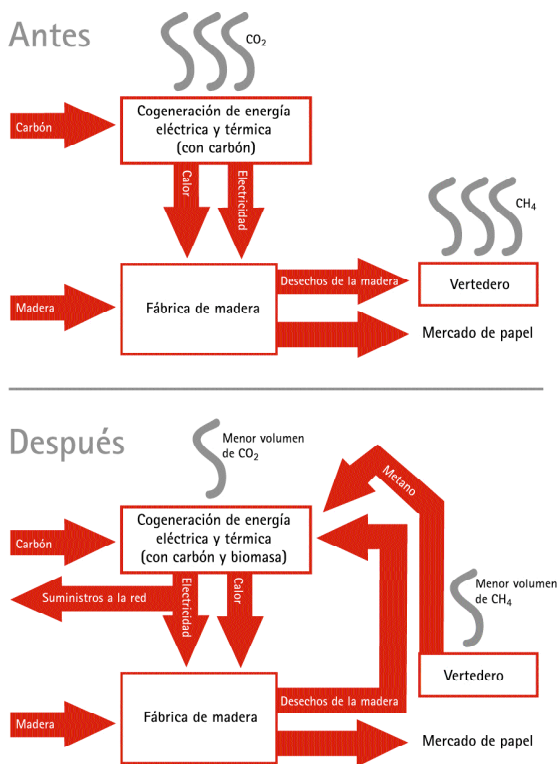 Antes
CO₂
Cogeneración de energía
eléctrica y térmica
(con carbón)
Carbón
Calor
Electricidad
CH₄
Madera
Fábrica de madera
Desechos de la madera
Vertedero
Mercado de papel
Después
Menor volumen
de CO₂
Metano
Cogeneración de energía
eléctrica y térmica
(con carbón y biomasa)
Carbón
Suministros a la red
Electricidad
Calor
Menor volumen
de CH₄
Vertedero
Madera
Fábrica de madera
Desechos de la madera
Mercado de papel